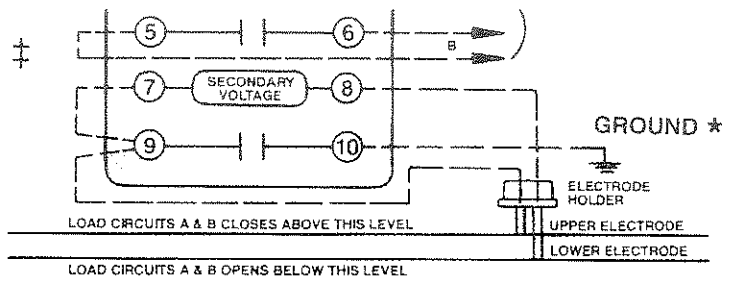 ‡
5 6
B
7 SECONDARY VOLTAGE 8
GROUND *
9 10
ELECTRODE HOLDER
LOAD CIRCUITS A & B CLOSES ABOVE THIS LEVEL
UPPER ELECTRODE
LOWER ELECTRODE
LOAD CIRCUITS A & B OPENS BELOW THIS LEVEL